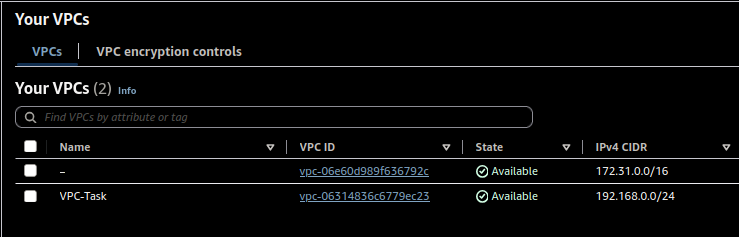 Your VPCs
VPCs VPC encryption controls
Your VPCs (2) Info
Find VPCs by attribute or tag
Name VPC ID State IPv4 CIDR
– vpc-06e60d989f636792c Available 172.31.0.0/16
VPC-Task vpc-06314836c6779ec23 Available 192.168.0.0/24